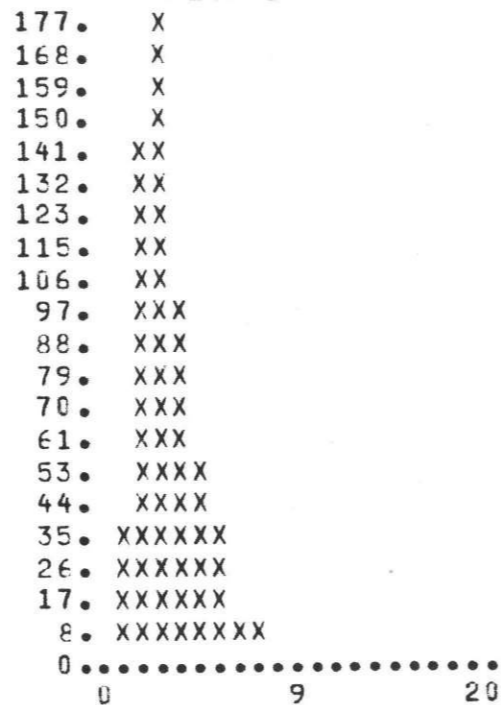 177.   X
168.   X
159.   X
150.   X
141.  XX
132.  XX
123.  XX
115.  XX
106.  XX
97.  XXX
88.  XXX
79.  XXX
70.  XXX
61.  XXX
53.  XXXX
44.  XXXX
35. XXXXXX
26. XXXXXX
17. XXXXXX
8. XXXXXXXX
0.....................
0 9 20